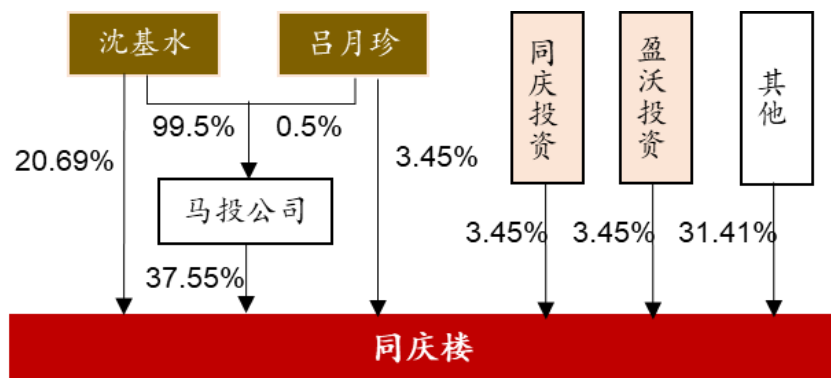 沈基水
吕月珍
同庆投资
盈沃投资
其他
99.5%
0.5%
20.69%
3.45%
马投公司
3.45%
3.45%
31.41%
37.55%
同庆楼